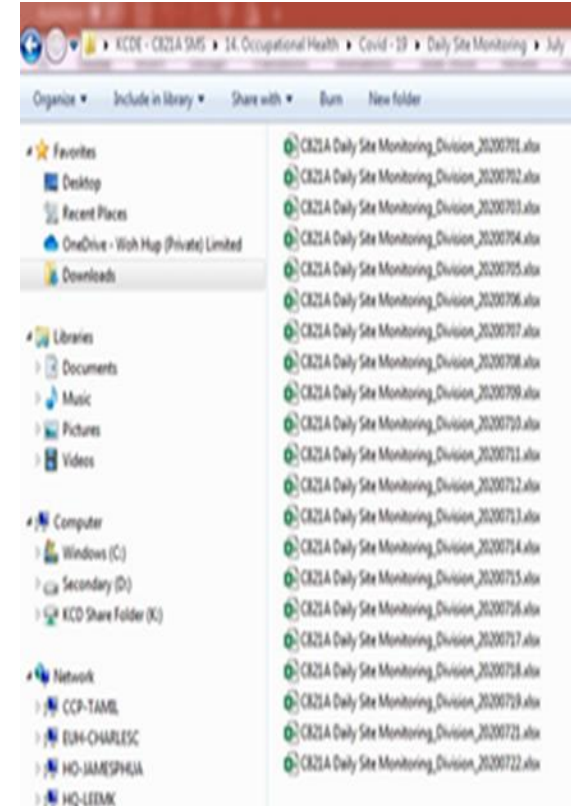 KCDE - C821A SMS ▸ 14. Occupational Health ▸ Covid - 19 ▸ Daily Site Monitoring ▸ July
Organize Include in library Share with Burn New folder
Favorites
Desktop
Recent Places
OneDrive - Woh Hup (Private) Limited
Downloads
Libraries
Documents
Music
Pictures
Videos
Computer
Windows (C:)
Secondary (D:)
KCD Share Folder (K:)
Network
CCP-TAMIL
EUH-CHARLESC
HO-JAMESPHUA
HO-LEEMK
C821A Daily Site Monitoring_Division_20200701.xlsx
C821A Daily Site Monitoring_Division_20200702.xlsx
C821A Daily Site Monitoring_Division_20200703.xlsx
C821A Daily Site Monitoring_Division_20200704.xlsx
C821A Daily Site Monitoring_Division_20200705.xlsx
C821A Daily Site Monitoring_Division_20200706.xlsx
C821A Daily Site Monitoring_Division_20200707.xlsx
C821A Daily Site Monitoring_Division_20200708.xlsx
C821A Daily Site Monitoring_Division_20200709.xlsx
C821A Daily Site Monitoring_Division_20200710.xlsx
C821A Daily Site Monitoring_Division_20200711.xlsx
C821A Daily Site Monitoring_Division_20200712.xlsx
C821A Daily Site Monitoring_Division_20200713.xlsx
C821A Daily Site Monitoring_Division_20200714.xlsx
C821A Daily Site Monitoring_Division_20200715.xlsx
C821A Daily Site Monitoring_Division_20200716.xlsx
C821A Daily Site Monitoring_Division_20200717.xlsx
C821A Daily Site Monitoring_Division_20200718.xlsx
C821A Daily Site Monitoring_Division_20200719.xlsx
C821A Daily Site Monitoring_Division_20200721.xlsx
C821A Daily Site Monitoring_Division_20200722.xlsx